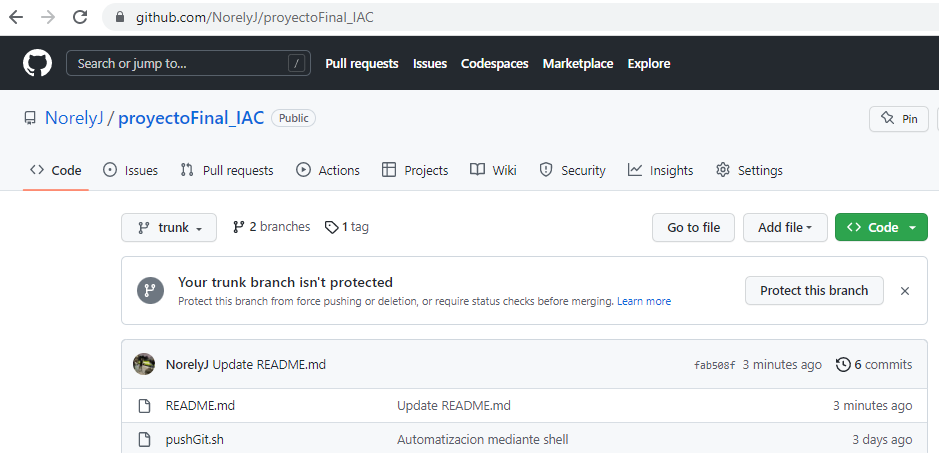 github.com/NorelyJ/proyectoFinal_IAC
Search or jump to... / Pull requests Issues Codespaces Marketplace Explore
NorelyJ / proyectoFinal_IAC Public Pin
Code Issues Pull requests Actions Projects Wiki Security Insights Settings
trunk 2 branches 1 tag Go to file Add file Code
Your trunk branch isn't protected
Protect this branch from force pushing or deletion, or require status checks before merging. Learn more
Protect this branch
NorelyJ Update README.md fab508f 3 minutes ago 6 commits
README.md Update README.md 3 minutes ago
pushGit.sh Automatizacion mediante shell 3 days ago